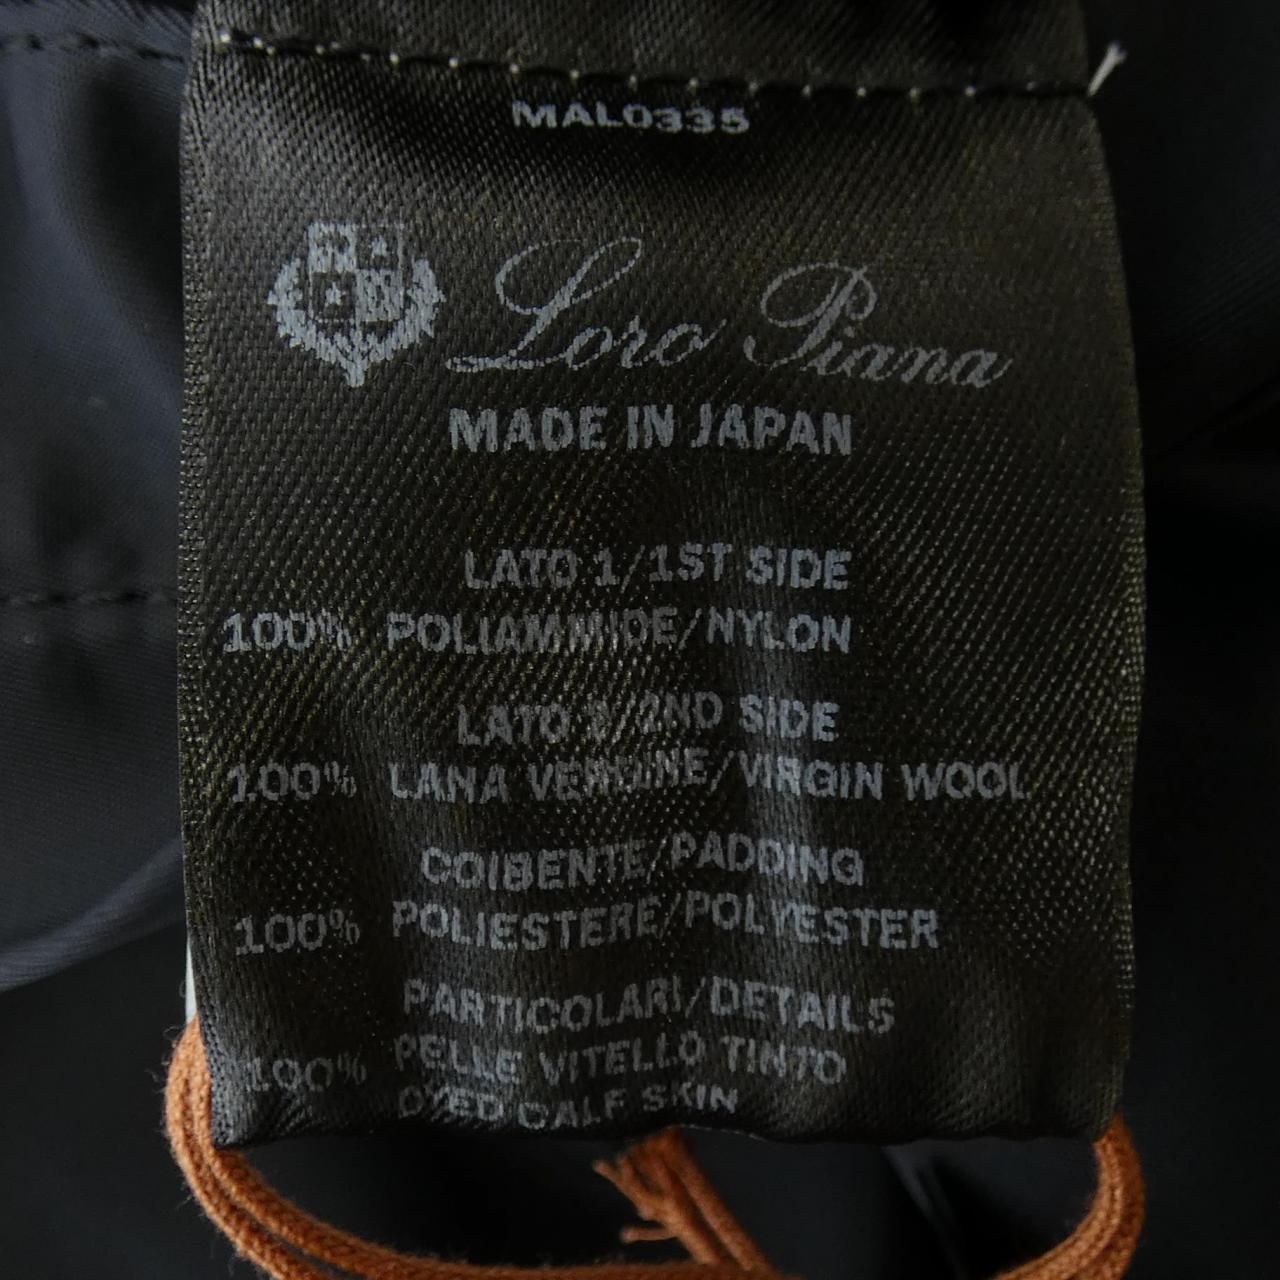 MAL0335
Loro Piana
MADE IN JAPAN
LATO 1/1ST SIDE
100% POLIAMMIDE/NYLON
LATO 2/2ND SIDE
100% LANA VERGINE/VIRGIN WOOL
COIBENTE/PADDING
100% POLIESTERE/POLYESTER
PARTICOLARI/DETAILS
100% PELLE VITELLO TINTO
DYED CALF SKIN